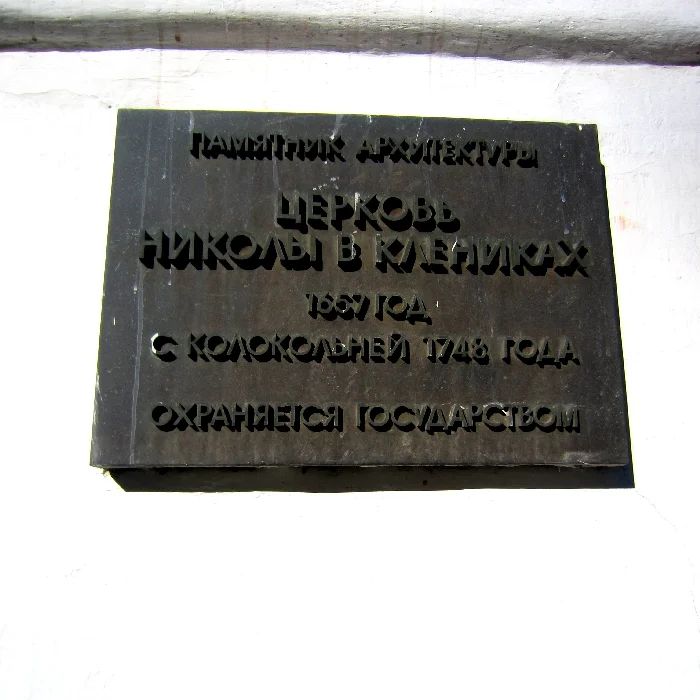 ПАМЯТНИК АРХИТЕКТУРЫ
ЦЕРКОВЬ
НИКОЛЫ В КЛЕНИКАХ
1657 ГОД
С КОЛОКОЛЬНЕЙ 1748 ГОДА
ОХРАНЯЕТСЯ ГОСУДАРСТВОМ